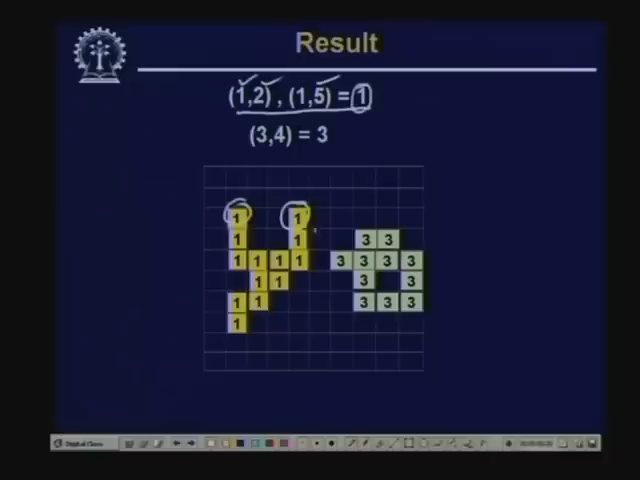 Result
(1,2) , (1,5) = 1
(3,4) = 3
1 1
1 1 3 3
1 1 1 1 3 3 3 3
1 1 3 3
1 1 3 3 3
1